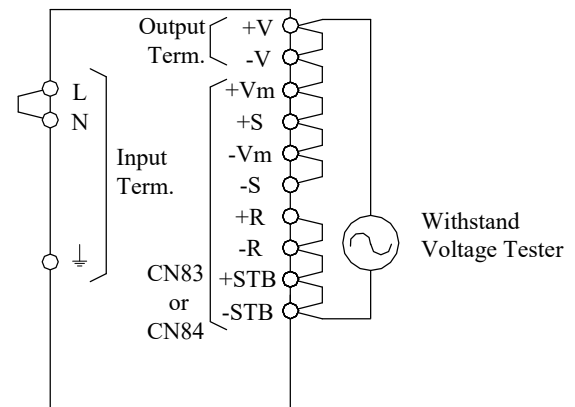 Output
Term.
+V
-V
+Vm
+S
-Vm
-S
+R
-R
+STB
-STB
L
N
Input
Term.
CN83
or
CN84
Withstand
Voltage Tester